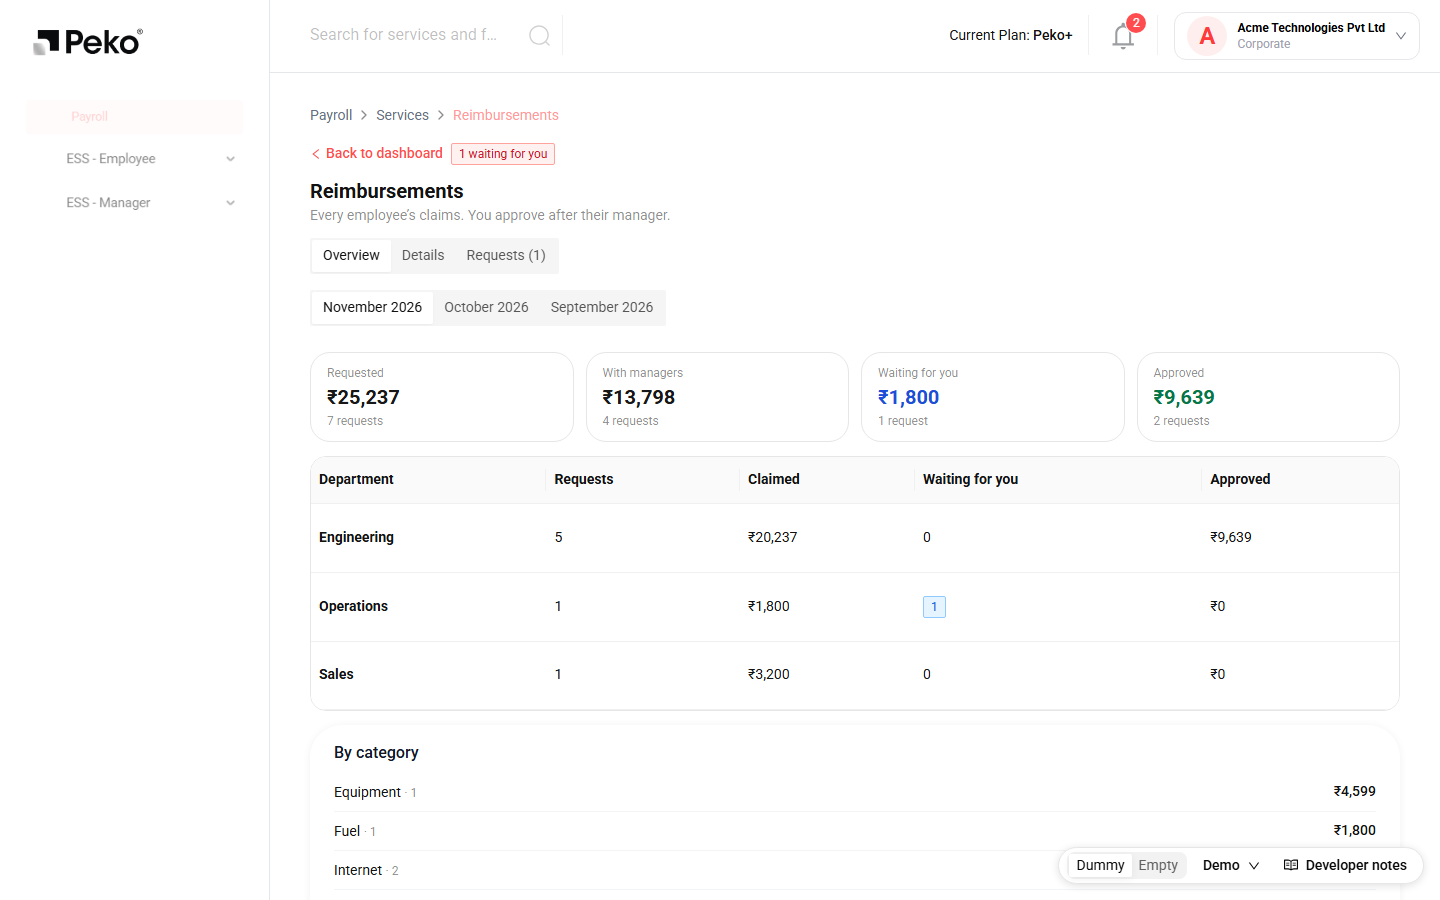 Peko®
Search for services and f...
Current Plan: Peko+
2
A
Acme Technologies Pvt Ltd
Corporate
Payroll
ESS - Employee
ESS - Manager
Payroll > Services > Reimbursements
Back to dashboard
1 waiting for you
Reimbursements
Every employee’s claims. You approve after their manager.
Overview Details Requests (1)
November 2026 October 2026 September 2026
Requested
₹25,237
7 requests
With managers
₹13,798
4 requests
Waiting for you
₹1,800
1 request
Approved
₹9,639
2 requests
Department Requests Claimed Waiting for you Approved
Engineering 5 ₹20,237 0 ₹9,639
Operations 1 ₹1,800 1 ₹0
Sales 1 ₹3,200 0 ₹0
By category
Equipment · 1 ₹4,599
Fuel · 1 ₹1,800
Internet · 2
Dummy Empty Demo Developer notes